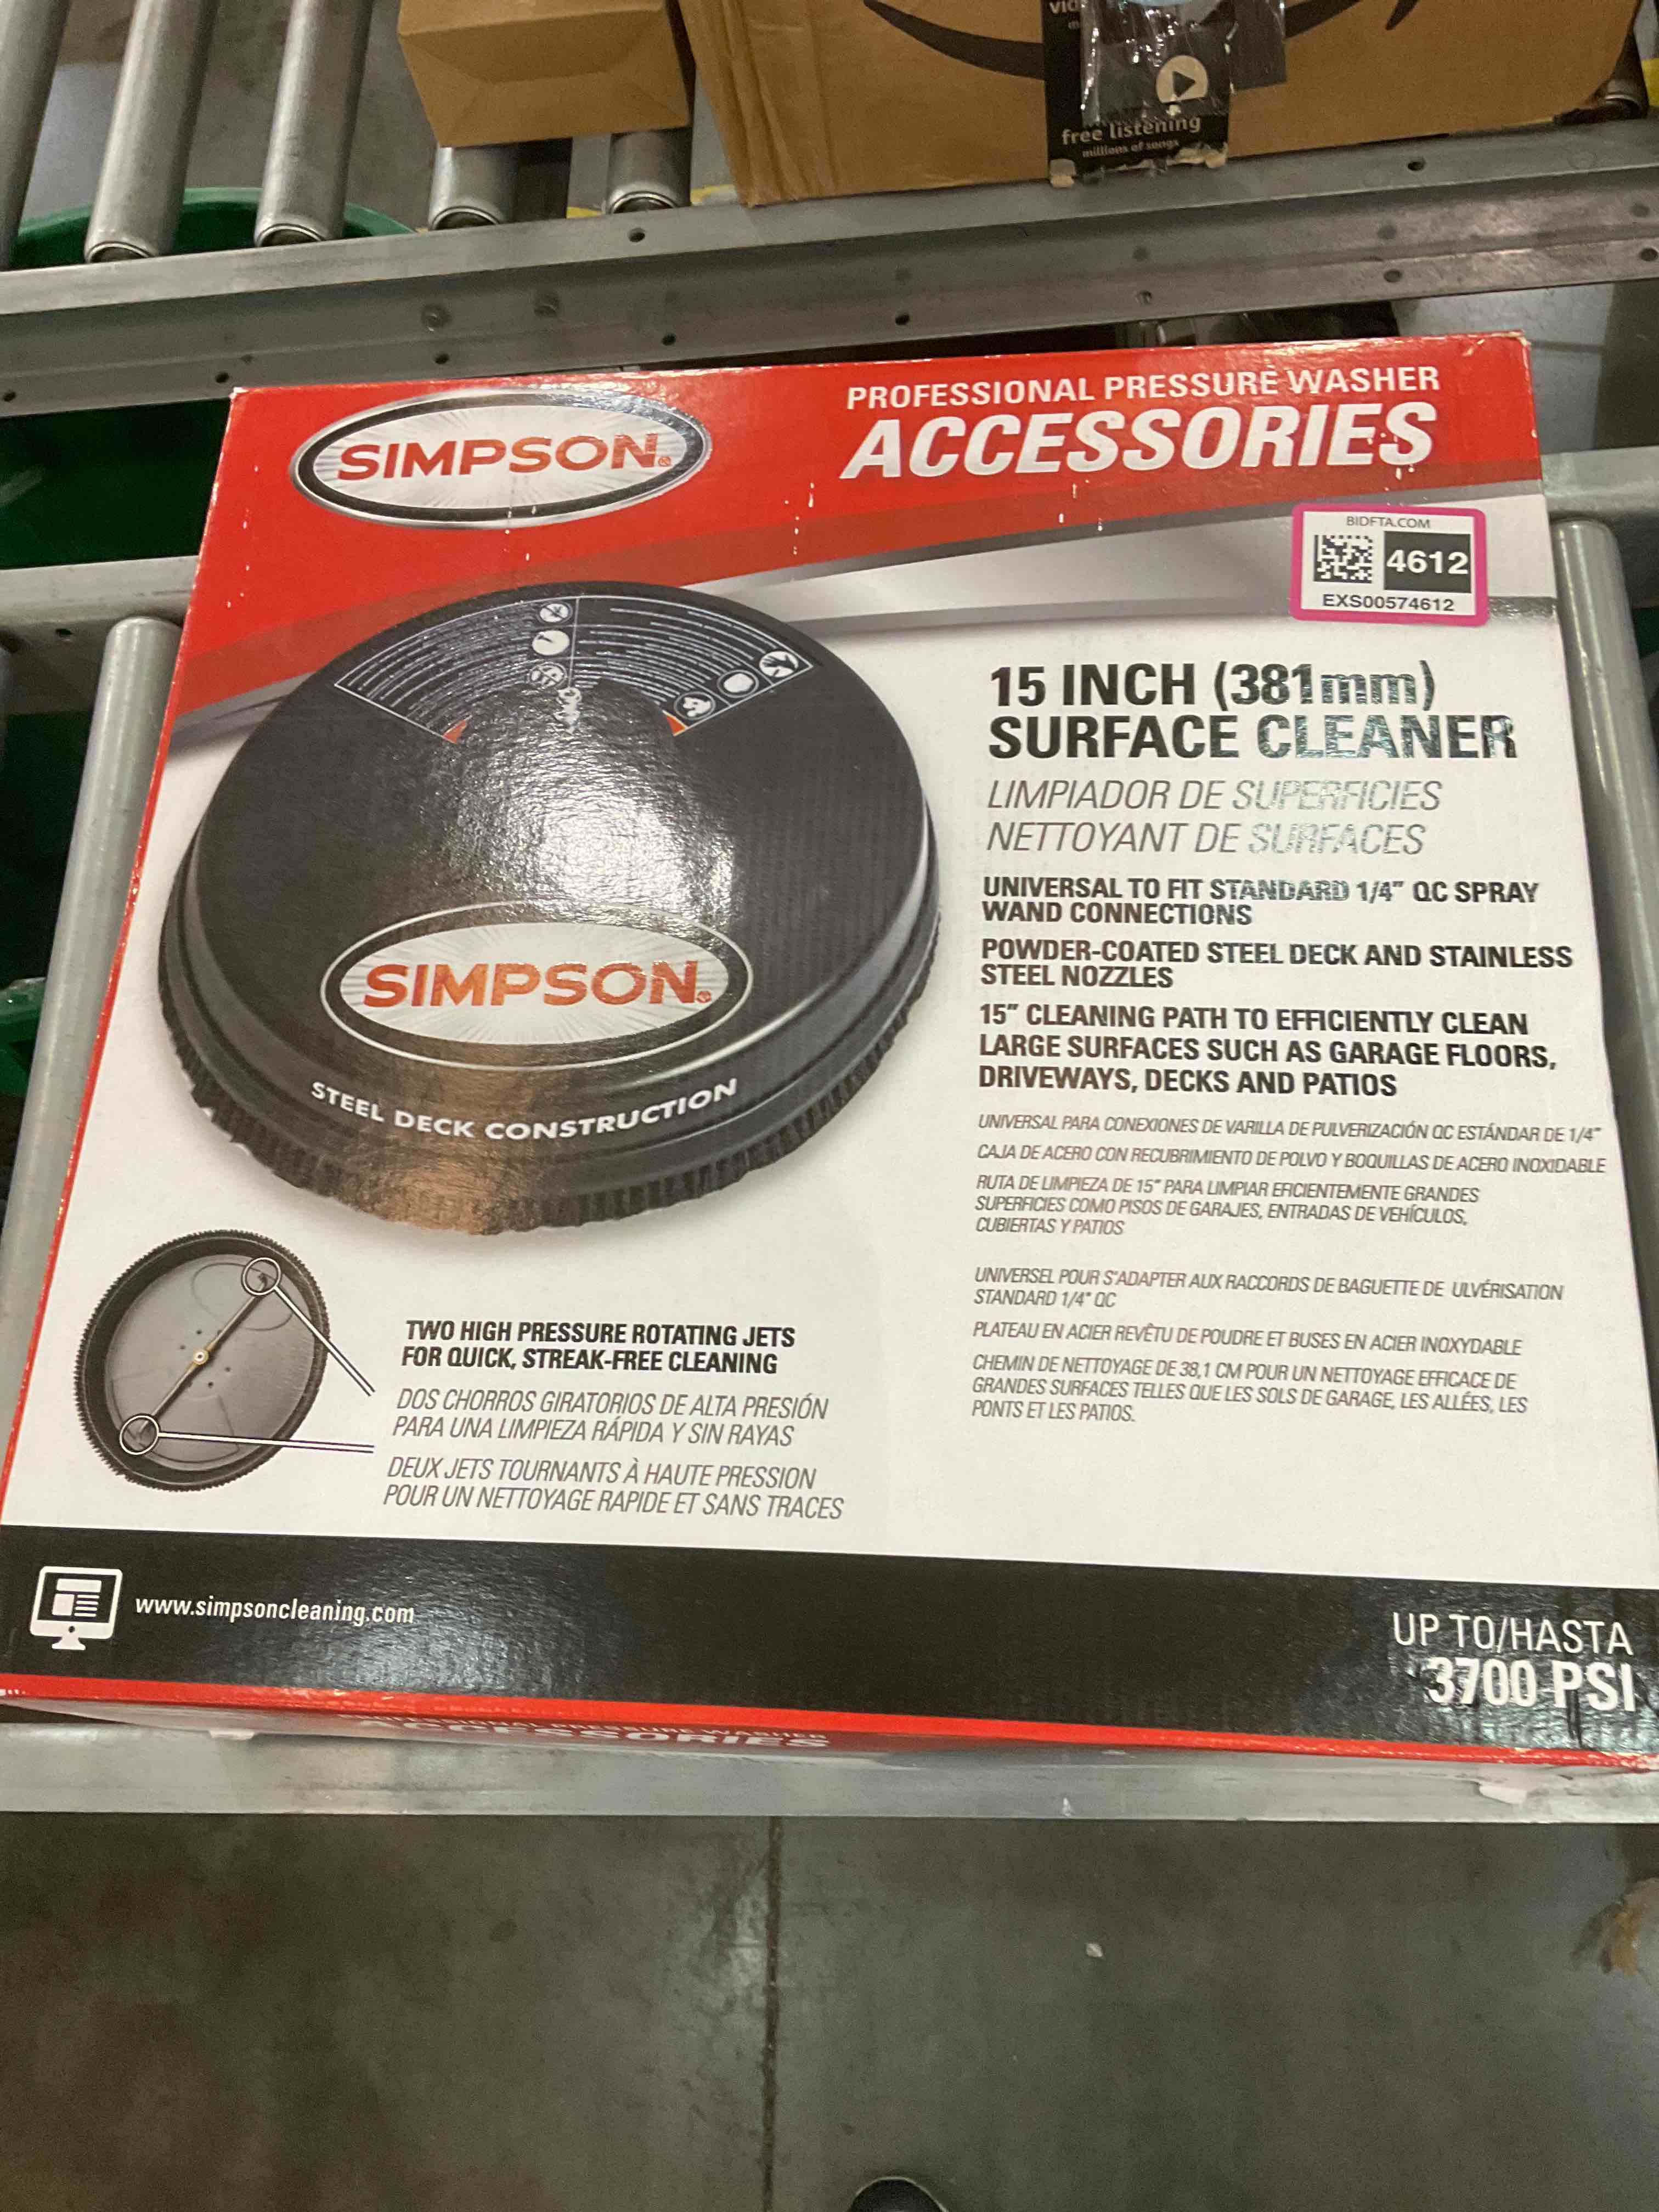 free listening
millions of songs
PROFESSIONAL PRESSURE WASHER
ACCESSORIES
SIMPSON®
BIDFTA.COM
4612
EXS00574612
15 INCH (381mm)
SURFACE CLEANER
LIMPIADOR DE SUPERFICIES
NETTOYANT DE SURFACES
UNIVERSAL TO FIT STANDARD 1/4" QC SPRAY
WAND CONNECTIONS
POWDER-COATED STEEL DECK AND STAINLESS
STEEL NOZZLES
15" CLEANING PATH TO EFFICIENTLY CLEAN
LARGE SURFACES SUCH AS GARAGE FLOORS,
DRIVEWAYS, DECKS AND PATIOS
UNIVERSAL PARA CONEXIONES DE VARILLA DE PULVERIZACIÓN QC ESTÁNDAR DE 1/4"
CAJA DE ACERO CON RECUBRIMIENTO DE POLVO Y BOQUILLAS DE ACERO INOXIDABLE
RUTA DE LIMPIEZA DE 15" PARA LIMPIAR EFICIENTEMENTE GRANDES
SUPERFICIES COMO PISOS DE GARAJES, ENTRADAS DE VEHÍCULOS,
CUBIERTAS Y PATIOS
UNIVERSEL POUR S'ADAPTER AUX RACCORDS DE BAGUETTE DE ULVÉRISATION
STANDARD 1/4" QC
PLATEAU EN ACIER REVÊTU DE POUDRE ET BUSES EN ACIER INOXYDABLE
CHEMIN DE NETTOYAGE DE 38,1 CM POUR UN NETTOYAGE EFFICACE DE
GRANDES SURFACES TELLES QUE LES SOLS DE GARAGE, LES ALLÉES, LES
PONTS ET LES PATIOS.
SIMPSON®
STEEL DECK CONSTRUCTION
TWO HIGH PRESSURE ROTATING JETS
FOR QUICK, STREAK-FREE CLEANING
DOS CHORROS GIRATORIOS DE ALTA PRESIÓN
PARA UNA LIMPIEZA RÁPIDA Y SIN RAYAS
DEUX JETS TOURNANTS À HAUTE PRESSION
POUR UN NETTOYAGE RAPIDE ET SANS TRACES
www.simpsoncleaning.com
UP TO/HASTA
3700 PSI
PRESSURE WASHER
ACCESSORIES